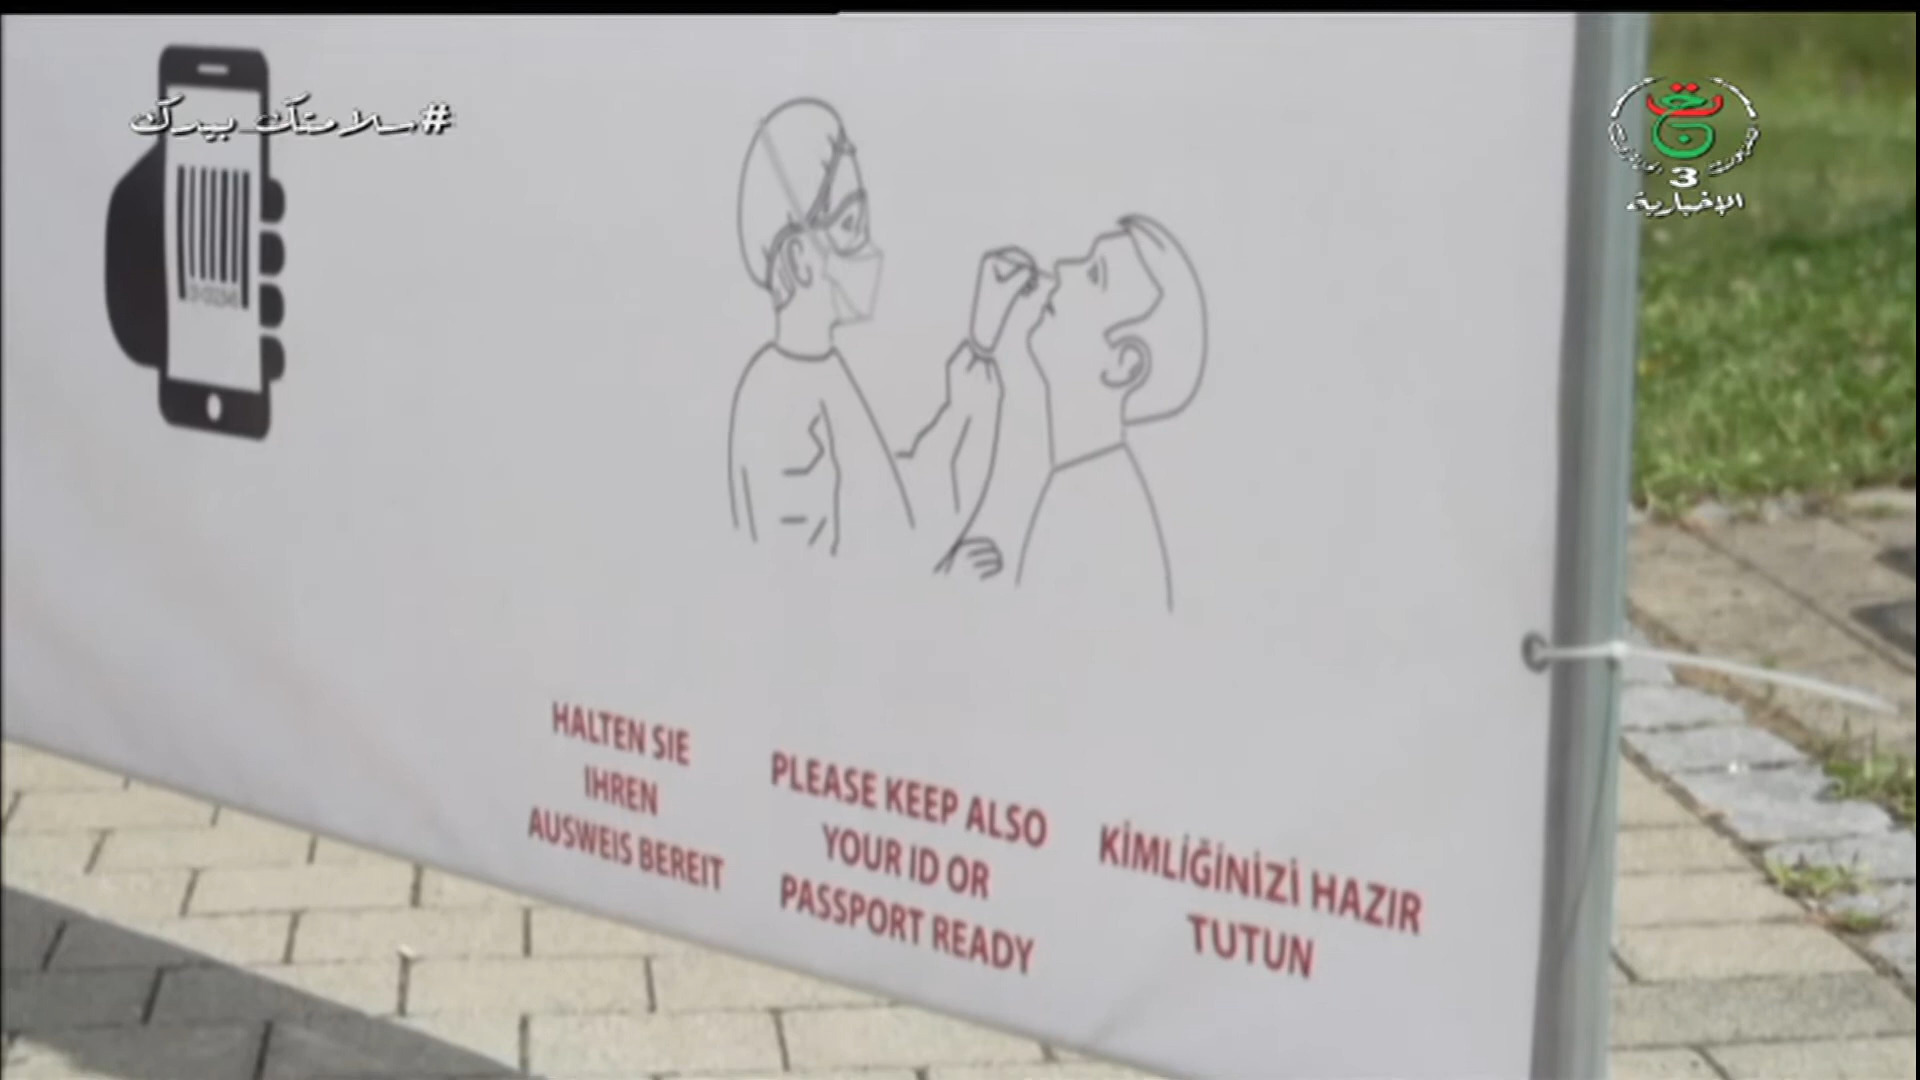 #سلامتك بيدك
3
الإخبارية
HALTEN SIE
IHREN
AUSWEIS BEREIT
PLEASE KEEP ALSO
YOUR ID OR
PASSPORT READY
KİMLİĞİNİZİ HAZIR
TUTUN